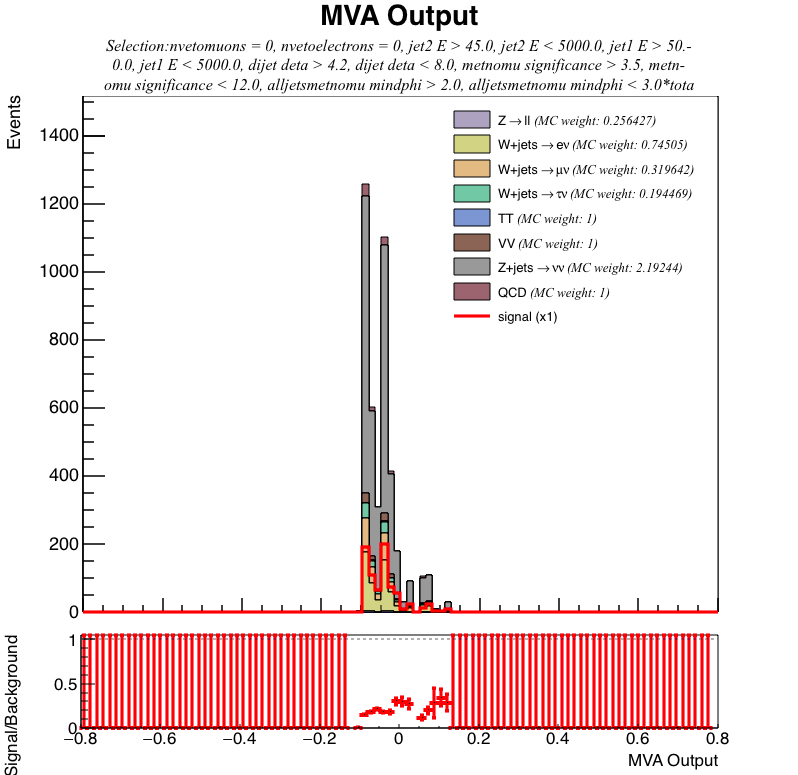 MVA Output
Selection:nvetomuons = 0, nvetoelectrons = 0, jet2 E > 45.0, jet2 E < 5000.0, jet1 E > 50.-
0.0, jet1 E < 5000.0, dijet deta > 4.2, dijet deta < 8.0, metnomu significance > 3.5, metn-
omu significance < 12.0, alljetsmetnomu mindphi > 2.0, alljetsmetnomu mindphi < 3.0*tota
Events
1400
1200
1000
800
600
400
200
0
Z→ll (MC weight: 0.256427)
W+jets→eν (MC weight: 0.74505)
W+jets→μν (MC weight: 0.319642)
W+jets→τν (MC weight: 0.194469)
TT (MC weight: 1)
VV (MC weight: 1)
Z+jets→νν (MC weight: 2.19244)
QCD (MC weight: 1)
signal (x1)
Signal/Background
1
0.5
0
−0.8 −0.6 −0.4 −0.2 0 0.2 0.4 0.6 0.8
MVA Output